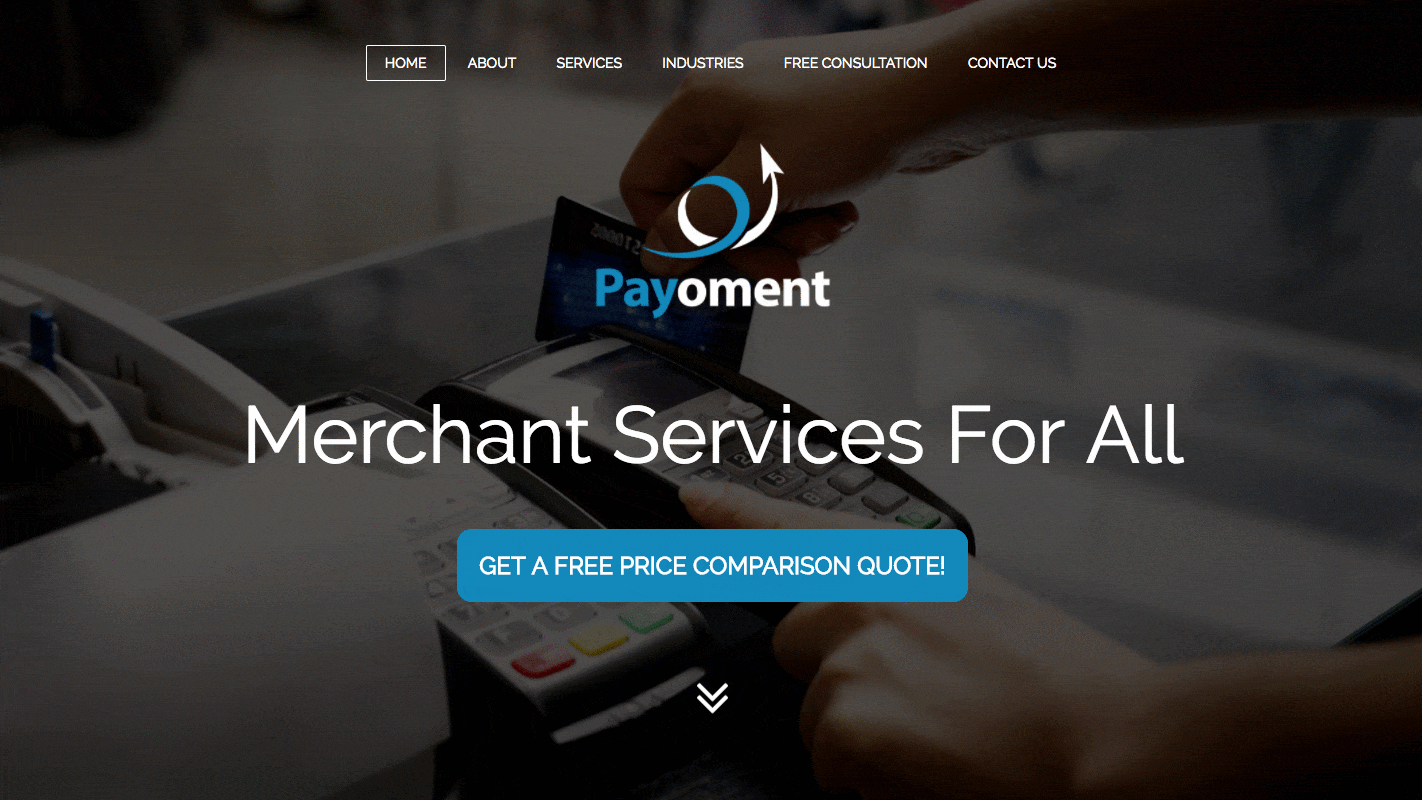 HOME ABOUT SERVICES INDUSTRIES FREE CONSULTATION CONTACT US
Payoment
Merchant Services For All
GET A FREE PRICE COMPARISON QUOTE!